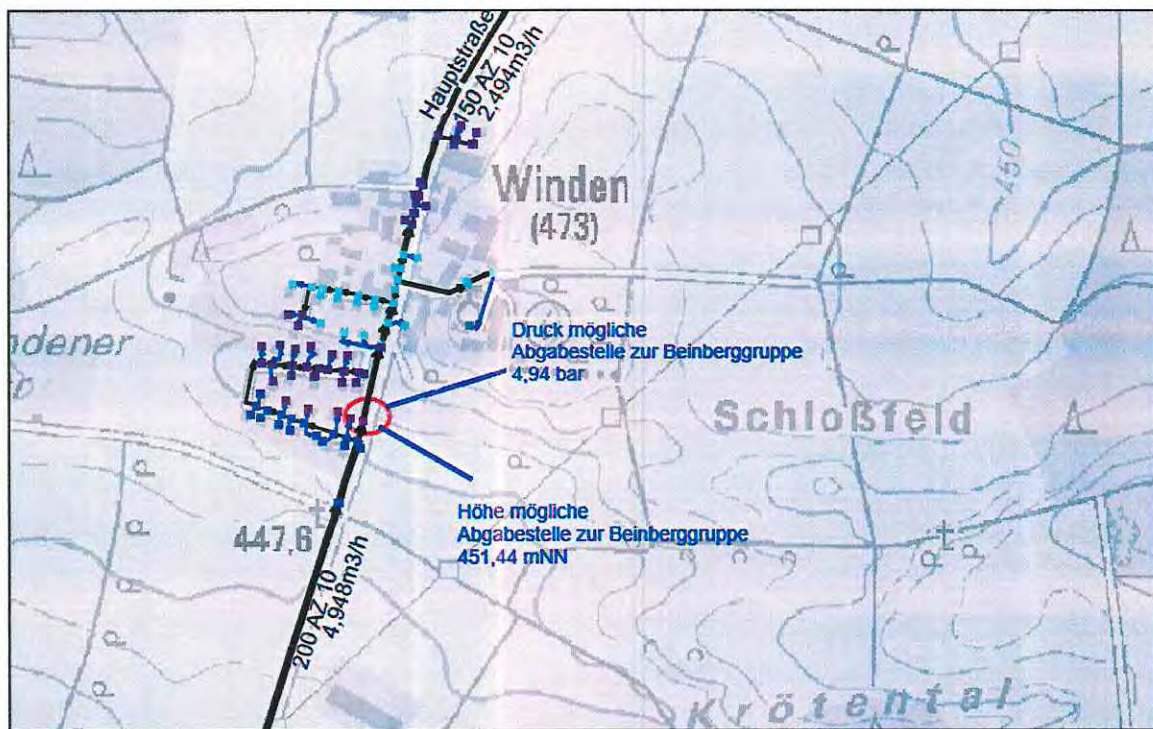 Hauptstraße
150 AZ 10
2,494m3/h
Winden
(473)
450
ndener
Druck mögliche
Abgabestelle zur Beinberggruppe
4,94 bar
Schloßfeld
Höhe mögliche
Abgabestelle zur Beinberggruppe
451,44 mNN
447,6
200 AZ 10
4,948m3/h
Krötental